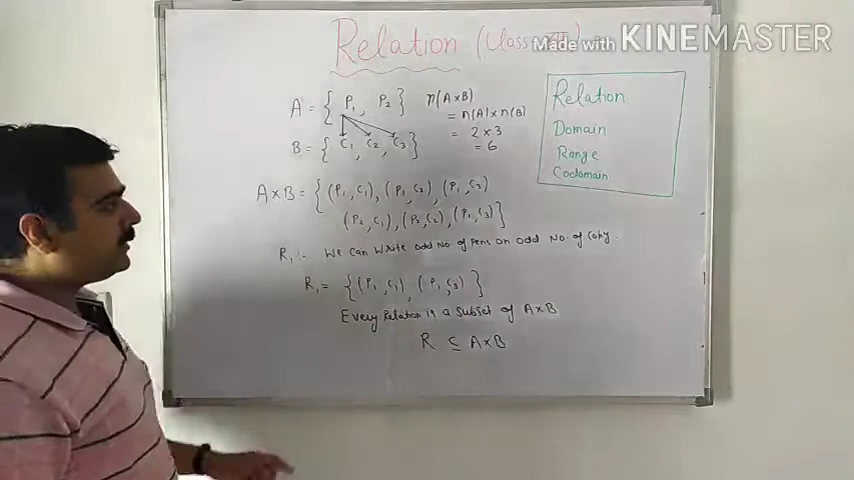 Relation (Class-XII)
Made with KINEMASTER
A = { P₁, P₂ } n(A×B)
= n(A) × n(B)
B = { C₁, C₂, C₃ } = 2×3
= 6
Relation
Domain
Range
Codomain
A×B = { (P₁, C₁), (P₁, C₂), (P₁, C₃)
(P₂, C₁), (P₂, C₂), (P₂, C₃) }
R₁ :- We can write odd No. of Pens on odd No. of Copy.
R₁ = { (P₁, C₁), (P₁, C₃) }
Every Relation is a subset of A×B
R ⊆ A×B